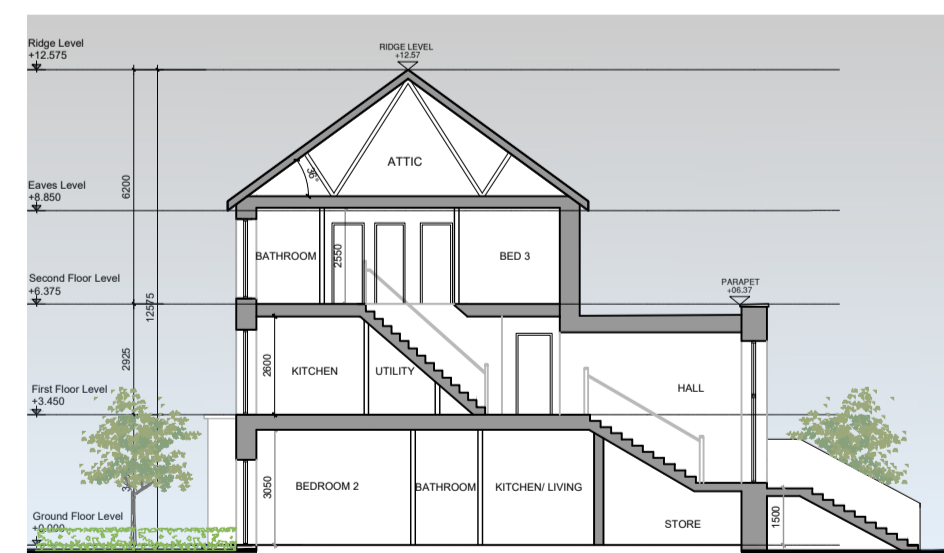 Ridge Level
+12.575
RIDGE LEVEL
+12.57
ATTIC
36°
6200
Eaves Level
+8.850
BATHROOM
2550
BED 3
Second Floor Level
+6.375
PARAPET
+06.37
12575
2925
2600
KITCHEN
UTILITY
HALL
First Floor Level
+3.450
3050
BEDROOM 2
BATHROOM
KITCHEN/ LIVING
STORE
1500
Ground Floor Level
+0.000